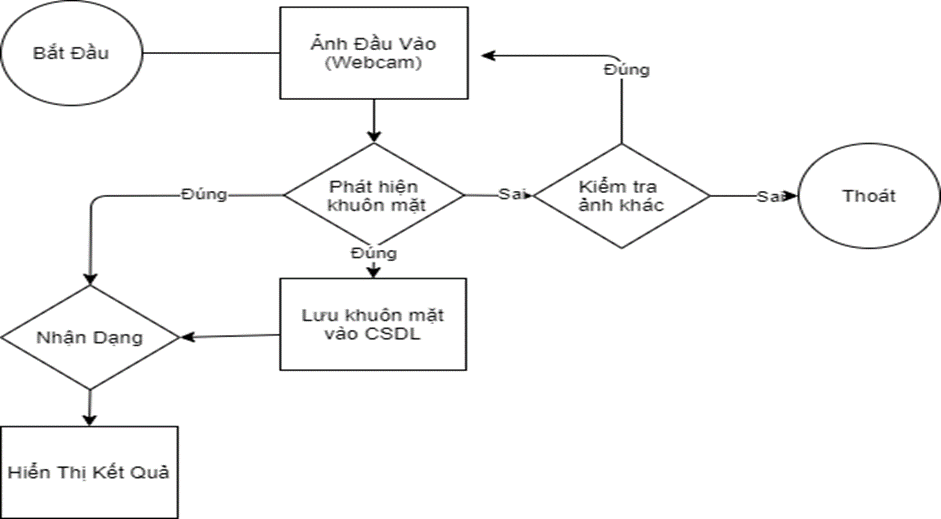 Bắt Đầu
Ảnh Đầu Vào
(Webcam)
Đúng
Đúng
Phát hiện
khuôn mặt
Sai
Kiểm tra
ảnh khác
Sai
Thoát
Đúng
Lưu khuôn mặt
vào CSDL
Nhận Dạng
Hiển Thị Kết Quả